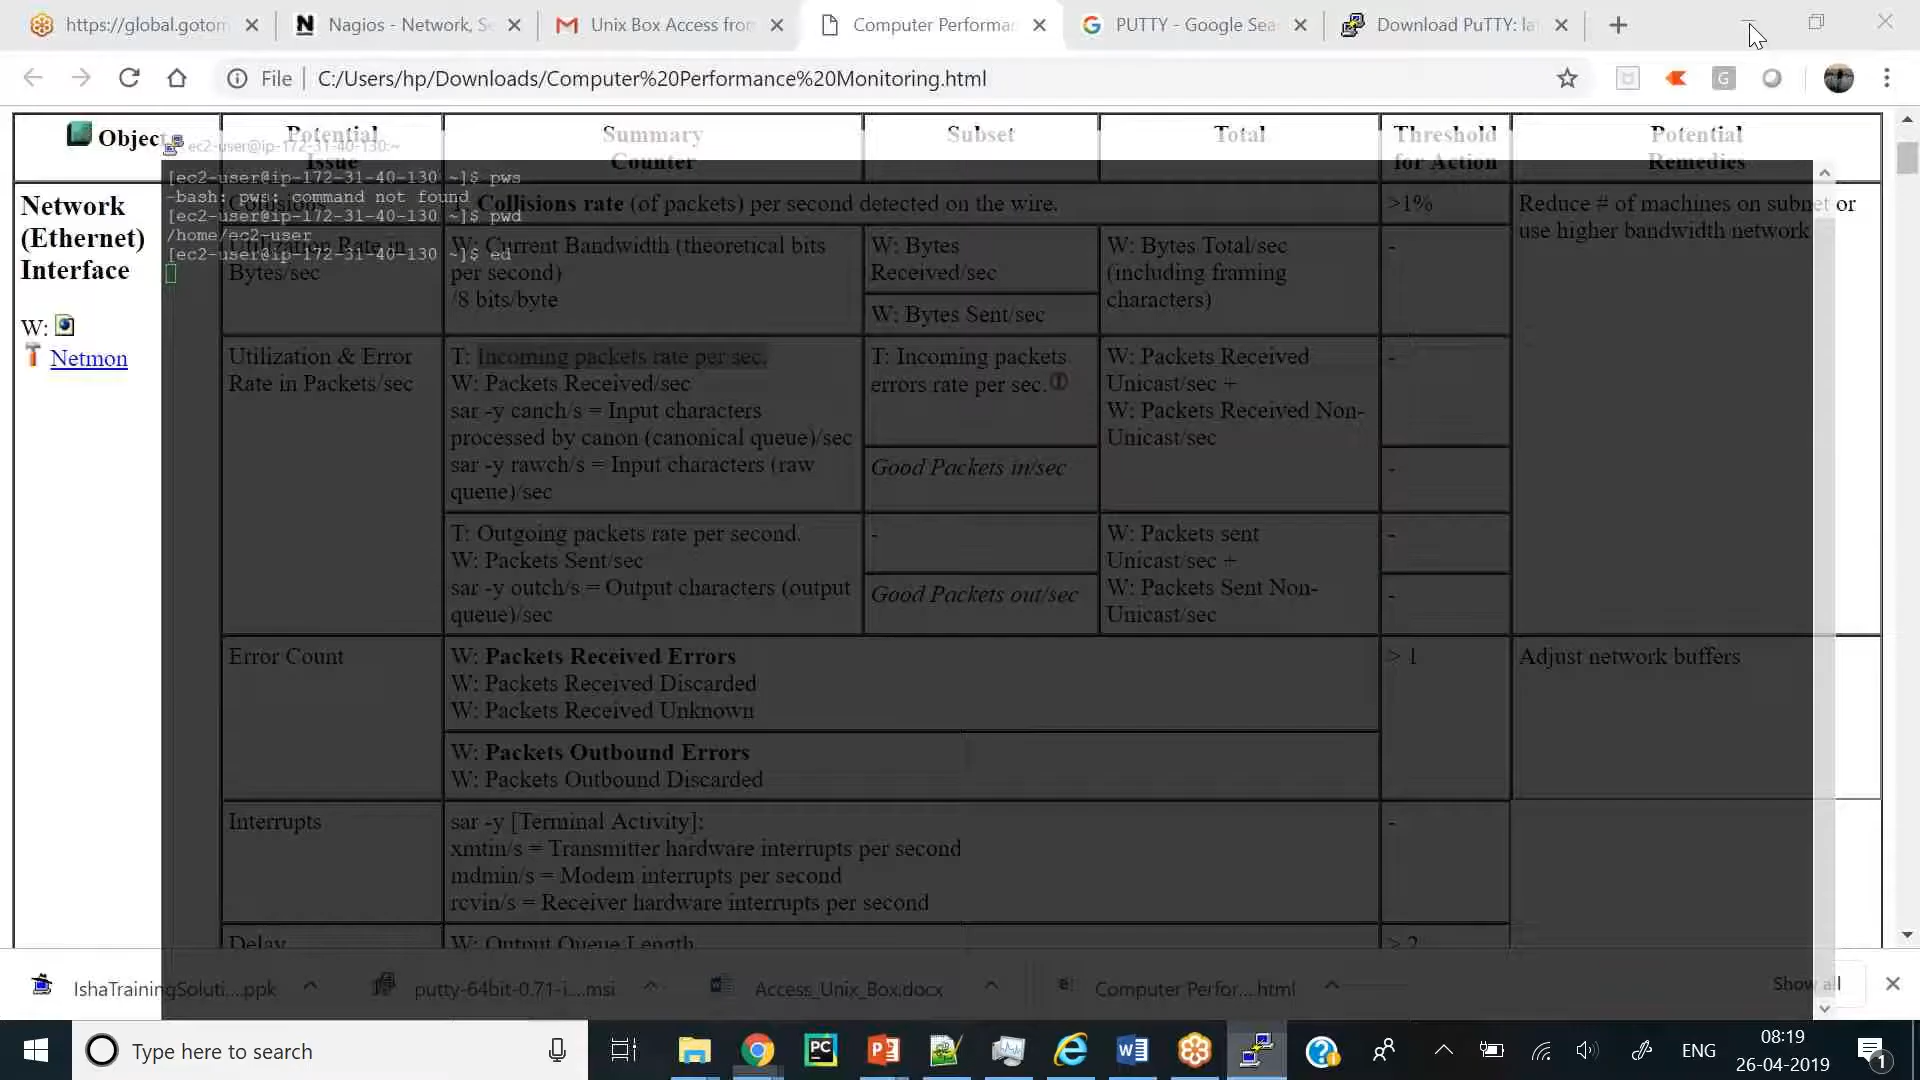 https://global.gotom
Nagios - Network, Se
Unix Box Access from
Computer Performan
PUTTY - Google Sear
Download PuTTY: lat
File
C:/Users/hp/Downloads/Computer%20Performance%20Monitoring.html
Object
Potential
Issue
Summary
Counter
Subset
Total
Threshold
for Action
Potential
Remedies
ec2-user@ip-172-31-40-130:~
[ec2-user@ip-172-31-40-130 ~]$ pws
-bash: pws: command not found
[ec2-user@ip-172-31-40-130 ~]$ pwd
/home/ec2-user
[ec2-user@ip-172-31-40-130 ~]$ ed
Network
(Ethernet)
Interface
W:
Netmon
Collisions
T: Collisions rate (of packets) per second detected on the wire.
>1%
Reduce # of machines on subnet or
use higher bandwidth network
Utilization Rate in
Bytes/sec
W: Current Bandwidth (theoretical bits
per second)
/8 bits/byte
W: Bytes
Received/sec
W: Bytes Sent/sec
W: Bytes Total/sec
(including framing
characters)
-
Utilization & Error
Rate in Packets/sec
T: Incoming packets rate per sec.
W: Packets Received/sec
sar -y canch/s = Input characters
processed by canon (canonical queue)/sec
sar -y rawch/s = Input characters (raw
queue)/sec
T: Incoming packets
errors rate per sec.
Good Packets in/sec
W: Packets Received
Unicast/sec +
W: Packets Received Non-
Unicast/sec
-
-
T: Outgoing packets rate per second.
W: Packets Sent/sec
sar -y outch/s = Output characters (output
queue)/sec
-
Good Packets out/sec
W: Packets sent
Unicast/sec +
W: Packets Sent Non-
Unicast/sec
-
-
Error Count
W: Packets Received Errors
W: Packets Received Discarded
W: Packets Received Unknown
> 1
Adjust network buffers
W: Packets Outbound Errors
W: Packets Outbound Discarded
Interrupts
sar -y [Terminal Activity]:
xmtin/s = Transmitter hardware interrupts per second
mdmin/s = Modem interrupts per second
rcvin/s = Receiver hardware interrupts per second
-
Delay
W: Output Queue Length
> 2
IshaTrainingSoluti....ppk
putty-64bit-0.71-i....msi
Access_Unix_Box.docx
Computer Perfor....html
Show all
Type here to search
ENG
08:19
26-04-2019
1